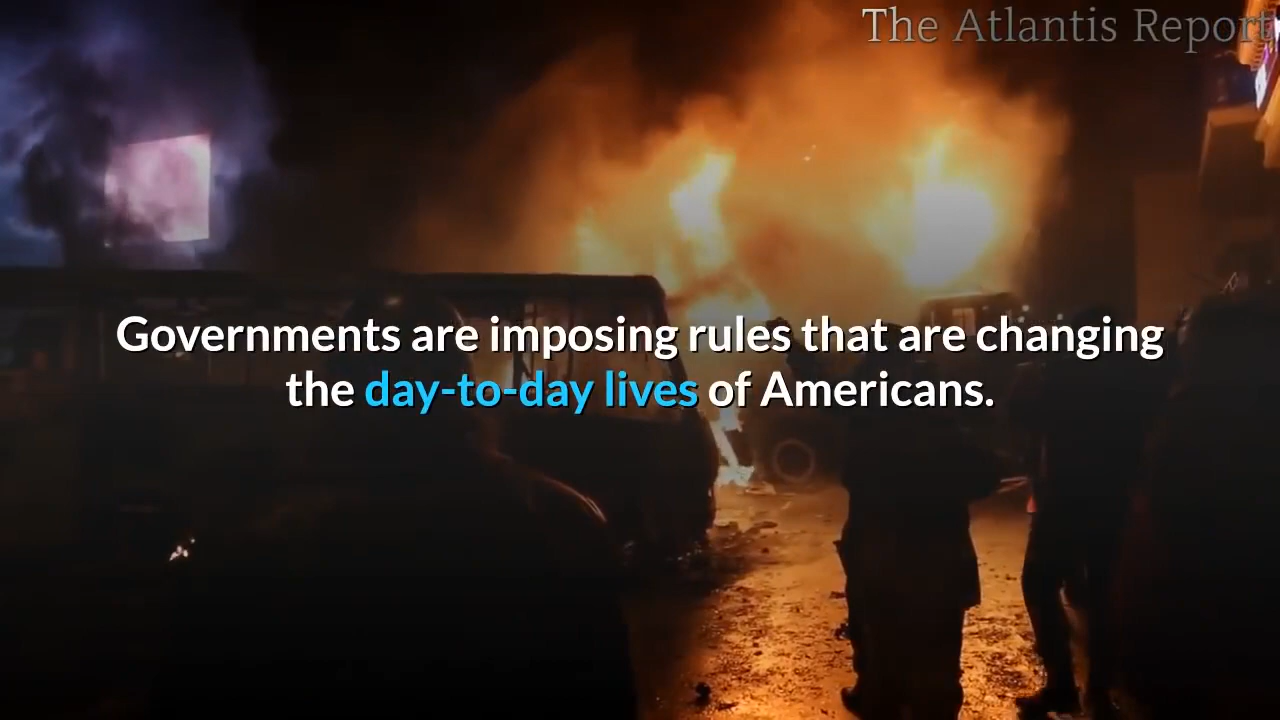 The Atlantis Report
Governments are imposing rules that are changing
the day-to-day lives of Americans.